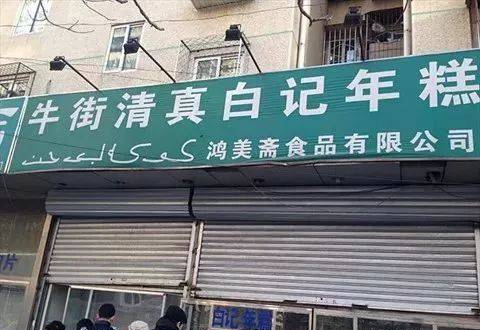 牛街清真白记年糕
鸿美斋食品有限公司
白记年糕
片